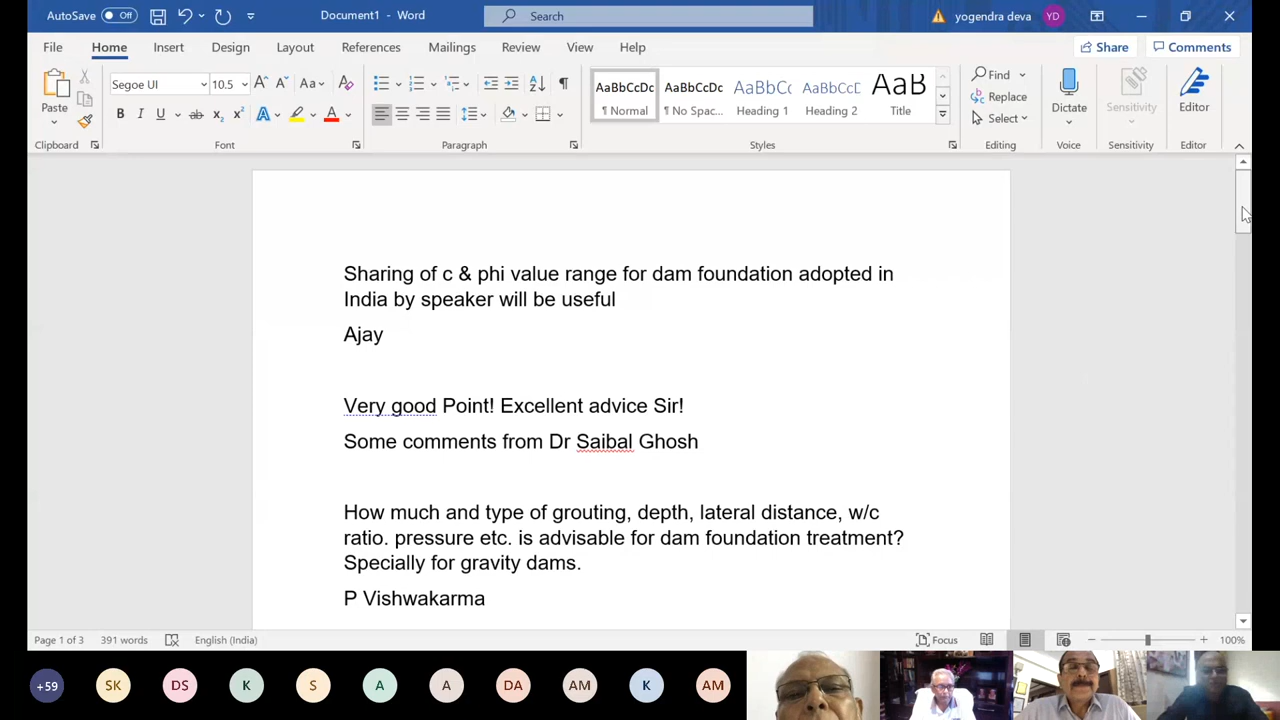 AutoSave Off Document1 - Word Search yogendra deva YD
File Home Insert Design Layout References Mailings Review View Help Share Comments
Paste Segoe UI 10.5 Aa AaBbCcDc AaBbCcDc AaBbCc AaBbCcD AaB Find Replace Select Dictate Sensitivity Editor
B I U ab x₂ x² A A ¶ Normal ¶ No Spac... Heading 1 Heading 2 Title
Clipboard Font Paragraph Styles Editing Voice Sensitivity Editor
Sharing of c & phi value range for dam foundation adopted in
India by speaker will be useful
Ajay
Very good Point! Excellent advice Sir!
Some comments from Dr Saibal Ghosh
How much and type of grouting, depth, lateral distance, w/c
ratio. pressure etc. is advisable for dam foundation treatment?
Specially for gravity dams.
P Vishwakarma
Page 1 of 3 391 words English (India) Focus 100%
+59 SK DS K S A A DA AM K AM